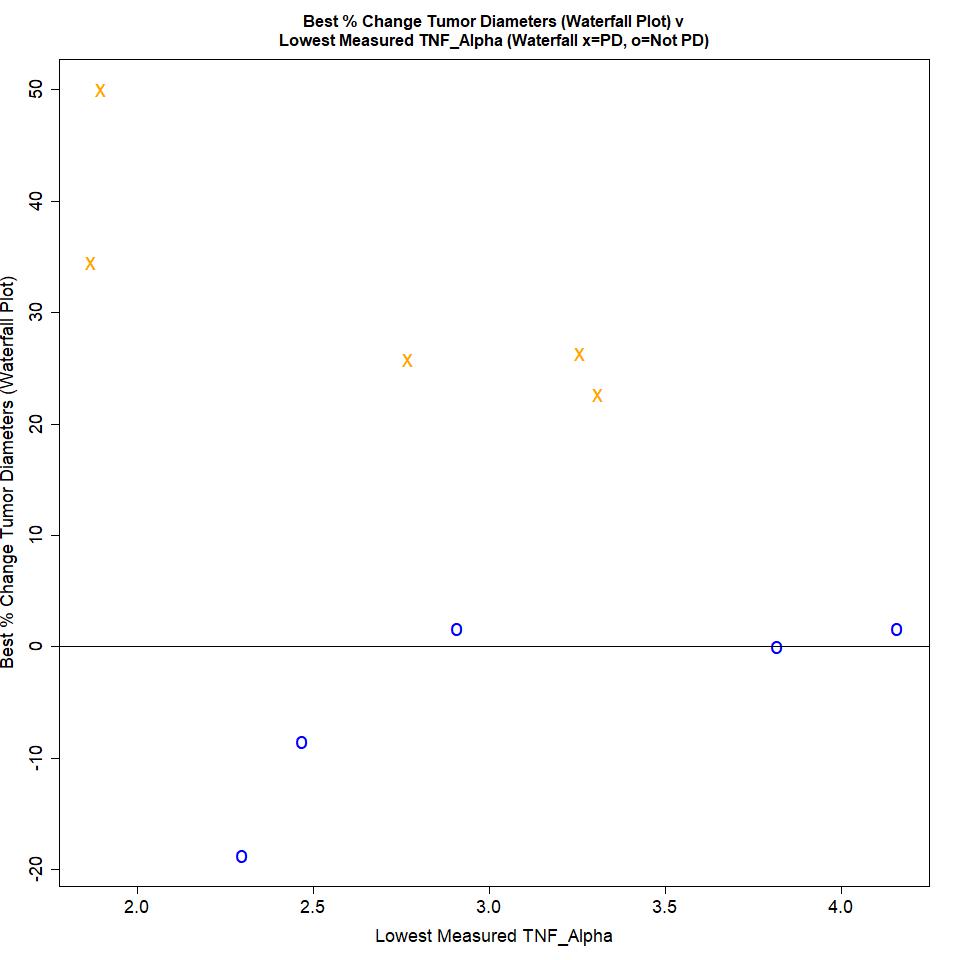 Best % Change Tumor Diameters (Waterfall Plot) v
Lowest Measured TNF_Alpha (Waterfall x=PD, o=Not PD)
Best % Change Tumor Diameters (Waterfall Plot)
50
40
30
20
10
0
-10
-20
X
X
X
X
X
O
O
O
O
O
2.0
2.5
3.0
3.5
4.0
Lowest Measured TNF_Alpha